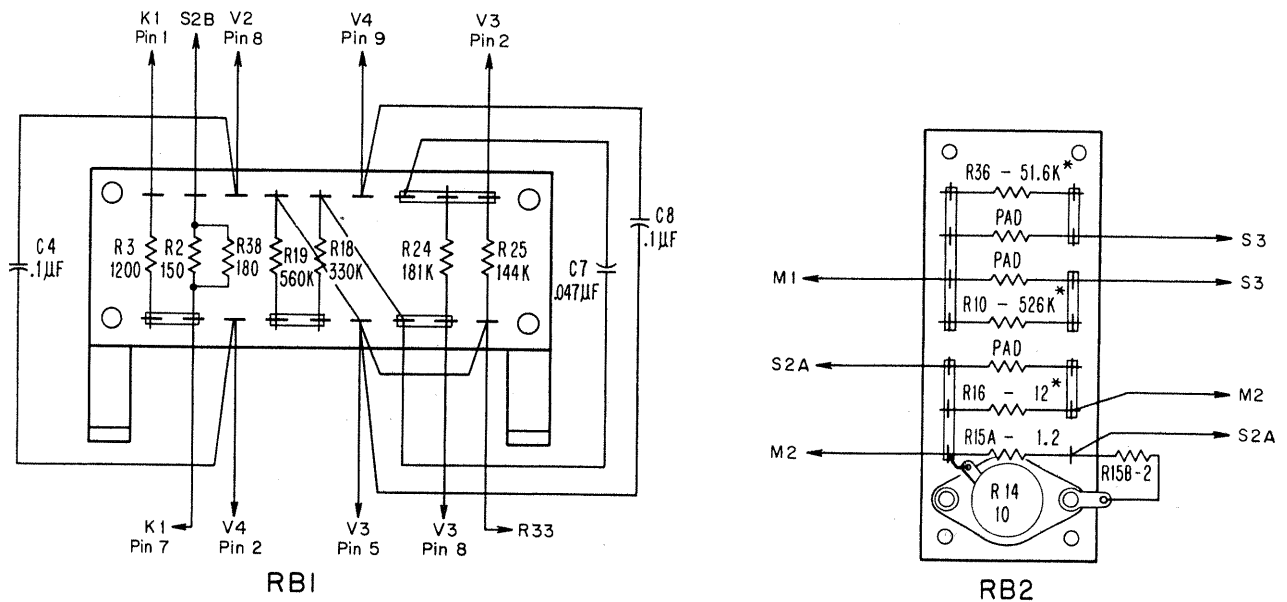 K1
Pin 1
S2B
V2
Pin 8
V4
Pin 9
V3
Pin 2
C4
.1µF
R3
1200
R2
150
R38
180
R19
560K
R18
330K
R24
181K
R25
144K
C7
.047µF
C8
.1µF
K1
Pin 7
V4
Pin 2
V3
Pin 5
V3
Pin 8
R33
RB1
R36 - 51.6K*
PAD
S3
M1
PAD
S3
R10 - 526K*
PAD
S2A
R16 - 12*
M2
R15A - 1.2
S2A
M2
R15B-2
R14
10
RB2